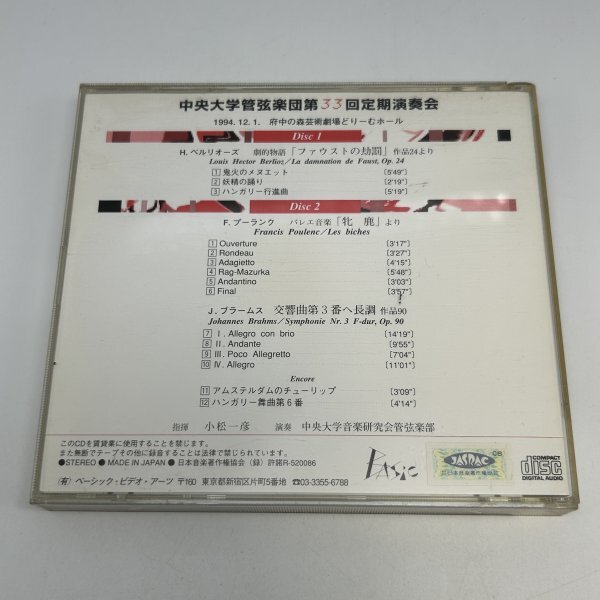 中央大学管弦楽団第33回定期演奏会
1994.12.1. 府中の森芸術劇場どりーむホール
Disc 1
H.ベルリオーズ 劇的物語「ファウストの劫罰」作品24より
Louis Hector Berlioz/La damnation de Faust, Op. 24
1 鬼火のメヌエット (5'49")
2 妖精の踊り (2'19")
3 ハンガリー行進曲 (5'19")
Disc 2
F.プーランク バレエ音楽「牝 鹿」より
Francis Poulenc/Les biches
1 Ouverture (3'17")
2 Rondeau (3'27")
3 Adagietto (4'15")
4 Rag-Mazurka (5'48")
5 Andantino (3'03")
6 Final (3'57")
J.ブラームス 交響曲第3番ヘ長調 作品90
Johannes Brahms/Symphonie Nr. 3 F-dur, Op. 90
7 I. Allegro con brio (14'19")
8 II. Andante (9'55")
9 III. Poco Allegretto (7'04")
10 IV. Allegro (11'01")
Encore
11 アムステルダムのチューリップ (3'09")
12 ハンガリー舞曲第6番 (4'14")
指揮 小松一彦 演奏 中央大学音楽研究会管弦楽部
このCDを賃貸業に使用することを禁じます。
また無断でテープその他に録音することは法律で禁じられています。
●STEREO ●MADE IN JAPAN ●日本音楽著作権協会(録)許諾R-520086
(有)ベーシック・ビデオ・アーツ 〒160 東京都新宿区片町5番地 ☎03-3355-6788
BASIC
JASRAC
CB
COMPACT
disc
DIGITAL AUDIO